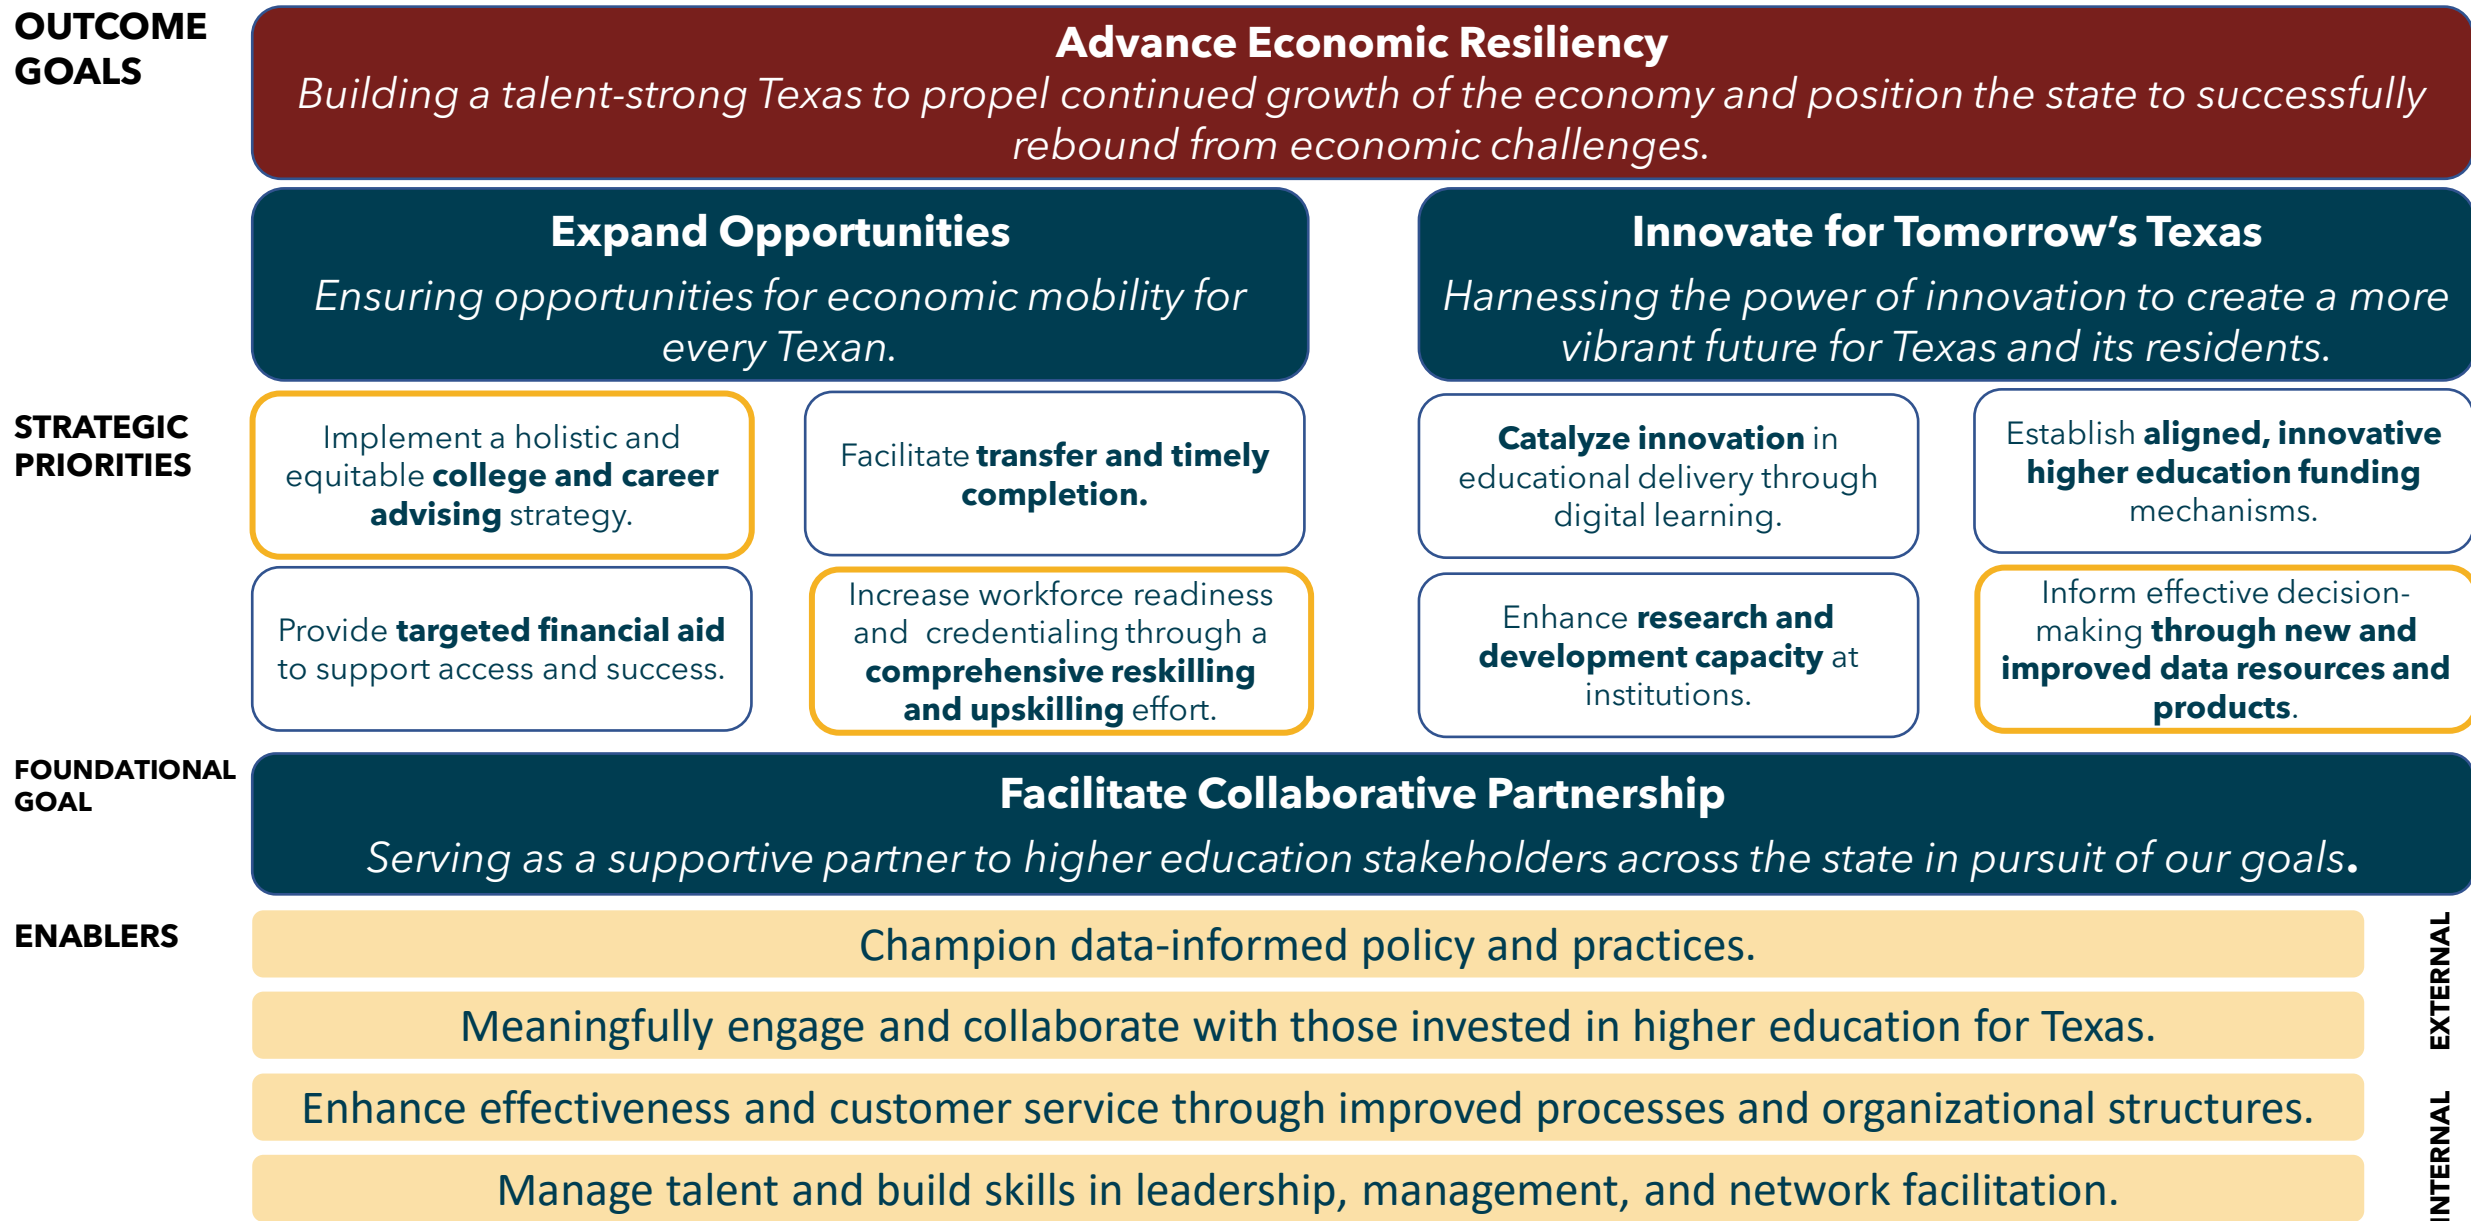 OUTCOME
GOALS
Advance Economic Resiliency
Building a talent-strong Texas to propel continued growth of the economy and position the state to successfully
rebound from economic challenges.
Expand Opportunities
Ensuring opportunities for economic mobility for
every Texan.
Innovate for Tomorrow's Texas
Harnessing the power of innovation to create a more
vibrant future for Texas and its residents.
STRATEGIC
PRIORITIES
Implement a holistic and
equitable college and career
advising strategy.
Facilitate transfer and timely
completion.
Catalyze innovation in
educational delivery through
digital learning.
Establish aligned, innovative
higher education funding
mechanisms.
Provide targeted financial aid
to support access and success.
Increase workforce readiness
and credentialing through a
comprehensive reskilling
and upskilling effort.
Enhance research and
development capacity at
institutions.
Inform effective decision-
making through new and
improved data resources and
products.
FOUNDATIONAL
GOAL
Facilitate Collaborative Partnership
Serving as a supportive partner to higher education stakeholders across the state in pursuit of our goals.
ENABLERS
Champion data-informed policy and practices.
Meaningfully engage and collaborate with those invested in higher education for Texas.
EXTERNAL
Enhance effectiveness and customer service through improved processes and organizational structures.
Manage talent and build skills in leadership, management, and network facilitation.
INTERNAL